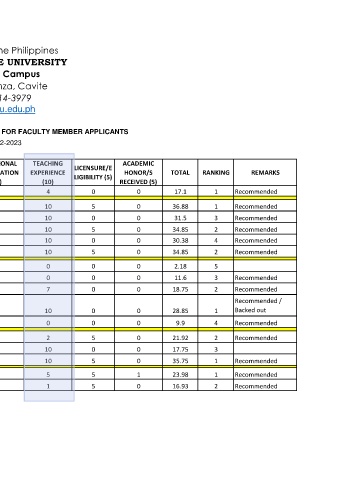 ne Philippines
E UNIVERSITY
Campus
nza, Cavite
14-3979
u.edu.ph
FOR FACULTY MEMBER APPLICANTS
2-2023
ONAL ATION ) TEACHING EXPERIENCE (10) LICENSURE/E LIGIBILITY (5) ACADEMIC HONOR/S RECEIVED (5) TOTAL RANKING REMARKS
4 0 0 17.1 1 Recommended
10 5 0 36.88 1 Recommended
10 0 0 31.5 3 Recommended
10 5 0 34.85 2 Recommended
10 0 0 30.38 4 Recommended
10 5 0 34.85 2 Recommended
0 0 0 2.18 5
0 0 0 11.6 3 Recommended
7 0 0 18.75 2 Recommended
10 0 0 28.85 1 Recommended / Backed out
0 0 0 9.9 4 Recommended
2 5 0 21.92 2 Recommended
10 0 0 17.75 3
10 5 0 35.75 1 Recommended
5 5 1 23.98 1 Recommended
1 5 0 16.93 2 Recommended